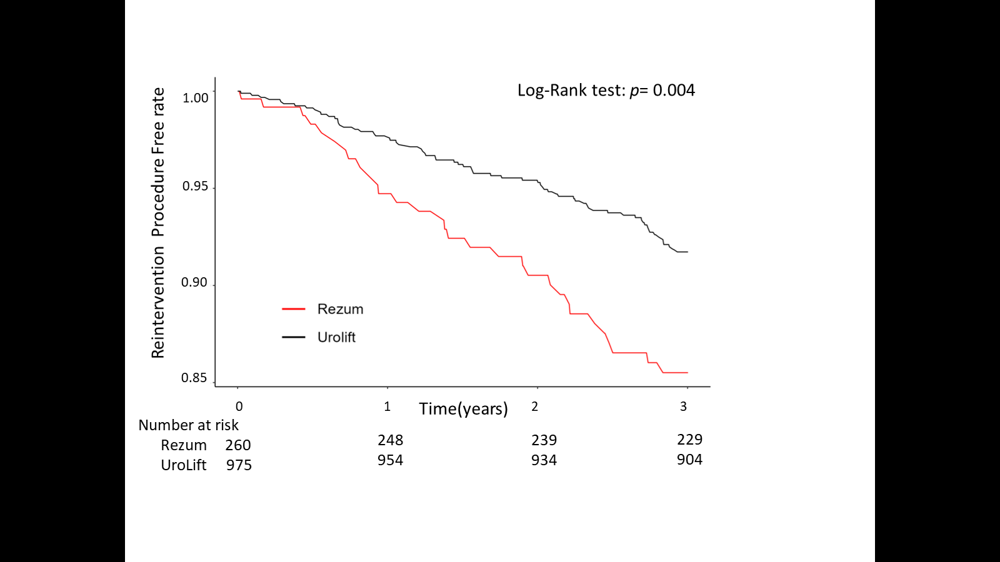 Log-Rank test: p= 0.004
Reintervention Procedure Free rate
1.00
0.95
0.90
0.85
Rezum
Urolift
0 1 2 3
Time(years)
Number at risk
Rezum 260 248 239 229
UroLift 975 954 934 904